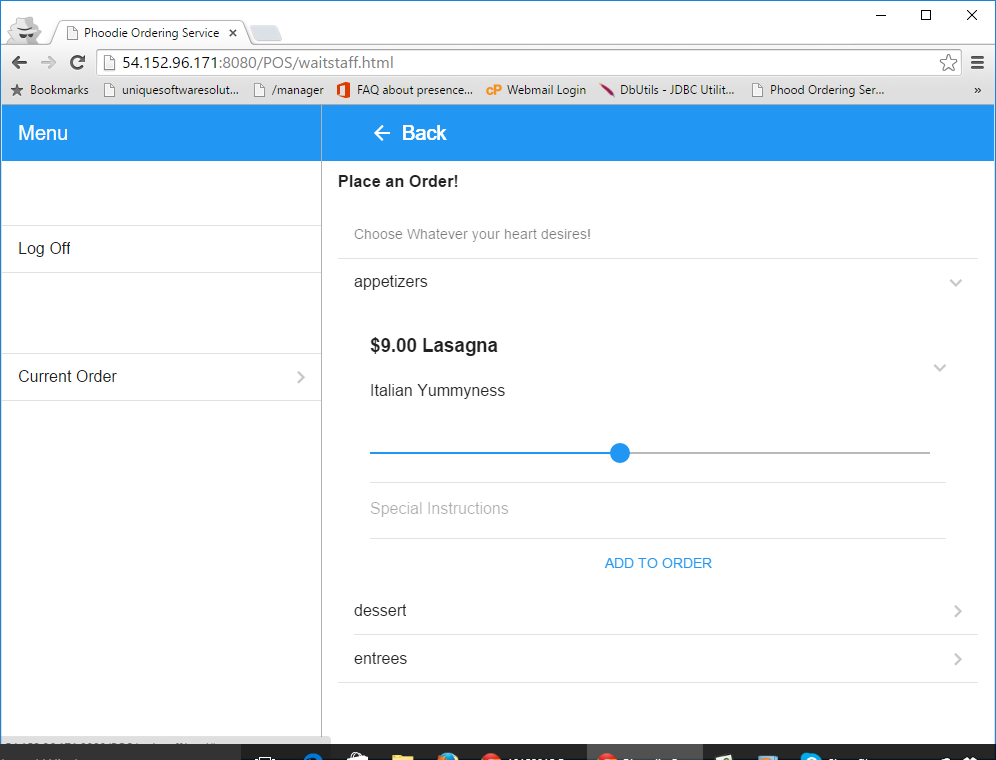 Phoodie Ordering Service
54.152.96.171:8080/POS/waitstaff.html
Bookmarks uniquesoftwaresolut... /manager FAQ about presence... cP Webmail Login DbUtils - JDBC Utilit... Phood Ordering Ser... »
Menu
Back
Place an Order!
Choose Whatever your heart desires!
Log Off
appetizers
$9.00 Lasagna
Current Order
Italian Yummyness
Special Instructions
ADD TO ORDER
dessert
entrees